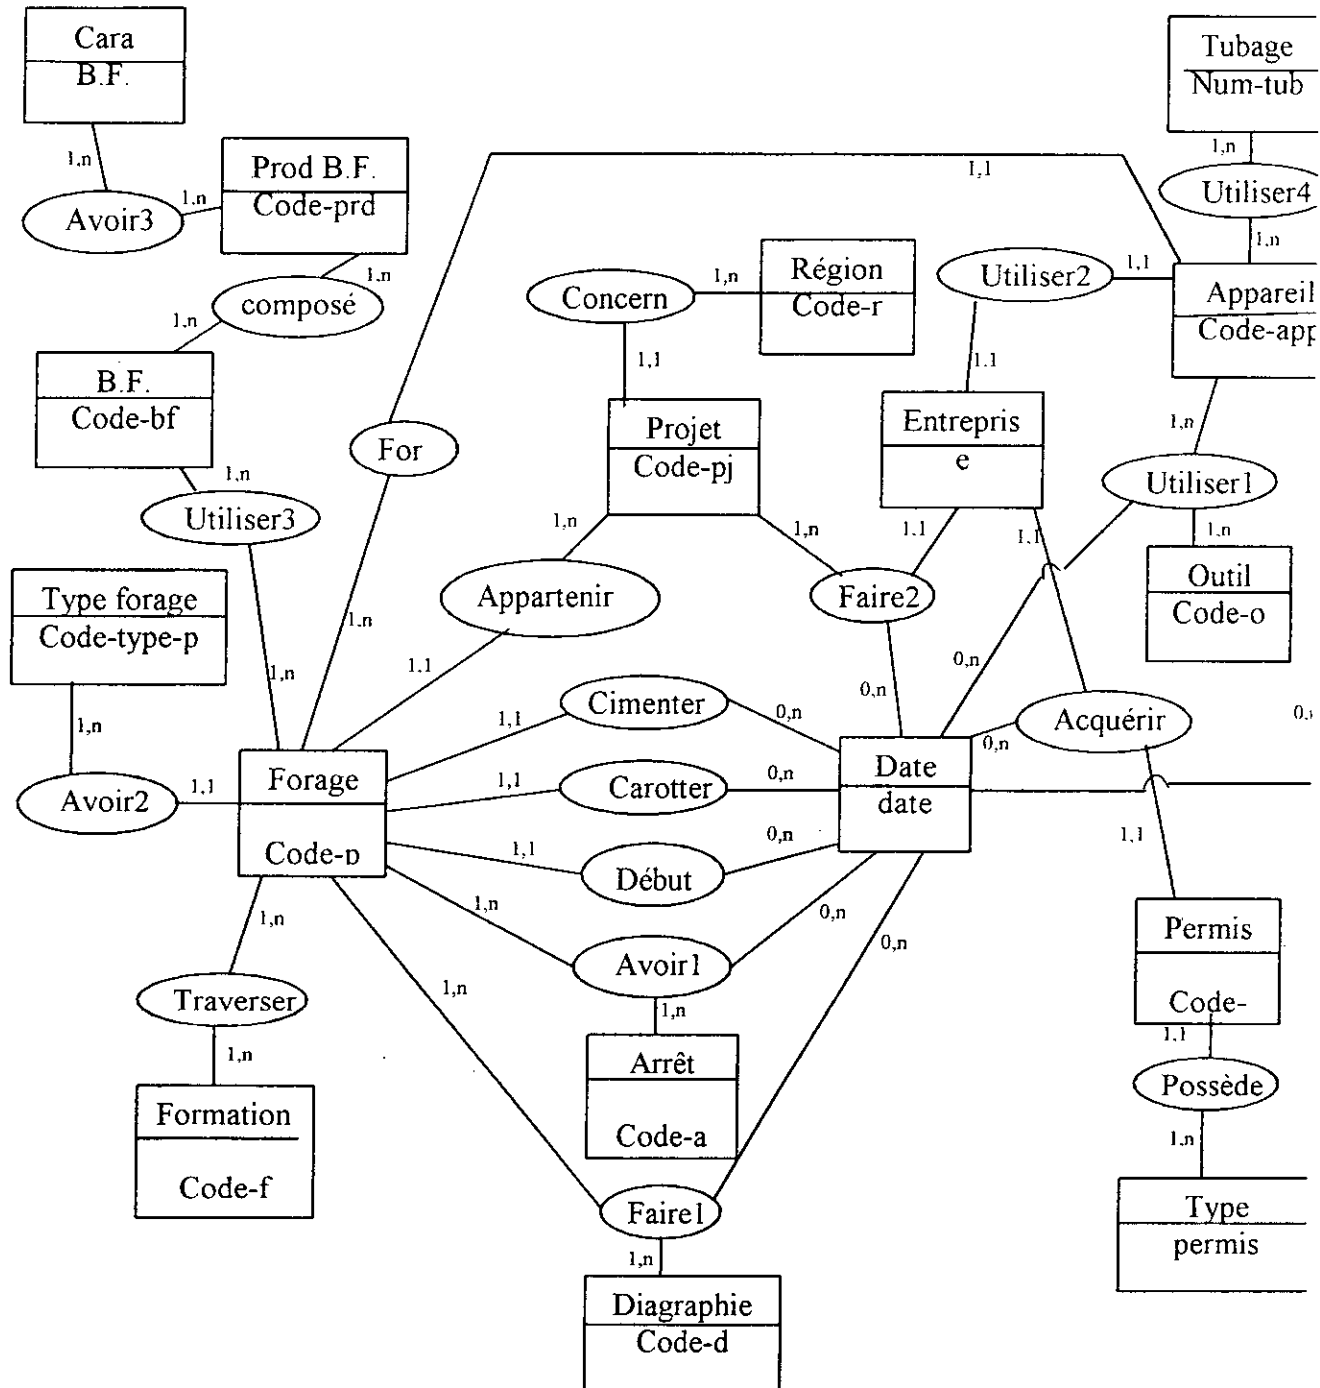 Cara
B.F.
Tubage
Num-tub
1,n
1,n
Prod B.F.
Code-prd
1,n
Avoir3
1,1
1,n
Utiliser4
1,n
1,n
composé
1,n
Concern
1,n
Région
Code-r
Utiliser2
1,1
Appareil
Code-app
1,1
1,1
B.F.
Code-bf
For
Projet
Code-pj
Entrepris
e
1,n
1,n
Utiliser3
Utiliser1
1,n
1,n
1,1
1,1
1,n
Type forage
Code-type-p
Appartenir
Faire2
Outil
Code-o
1,n
1,n
1,1
0,n
0,n
1,n
1,1
Cimenter
0,n
Acquérir
0,n
0,
Avoir2
1,1
Forage
Code-p
1,1
Carotter
0,n
Date
date
1,1
1,1
Début
0,n
1,n
1,n
0,n
0,n
Permis
Code-
Traverser
1,n
Avoir1
1,n
1,1
1,n
Arrêt
Code-a
Possède
Formation
Code-f
1,n
Faire1
1,n
Type
permis
Diagraphie
Code-d